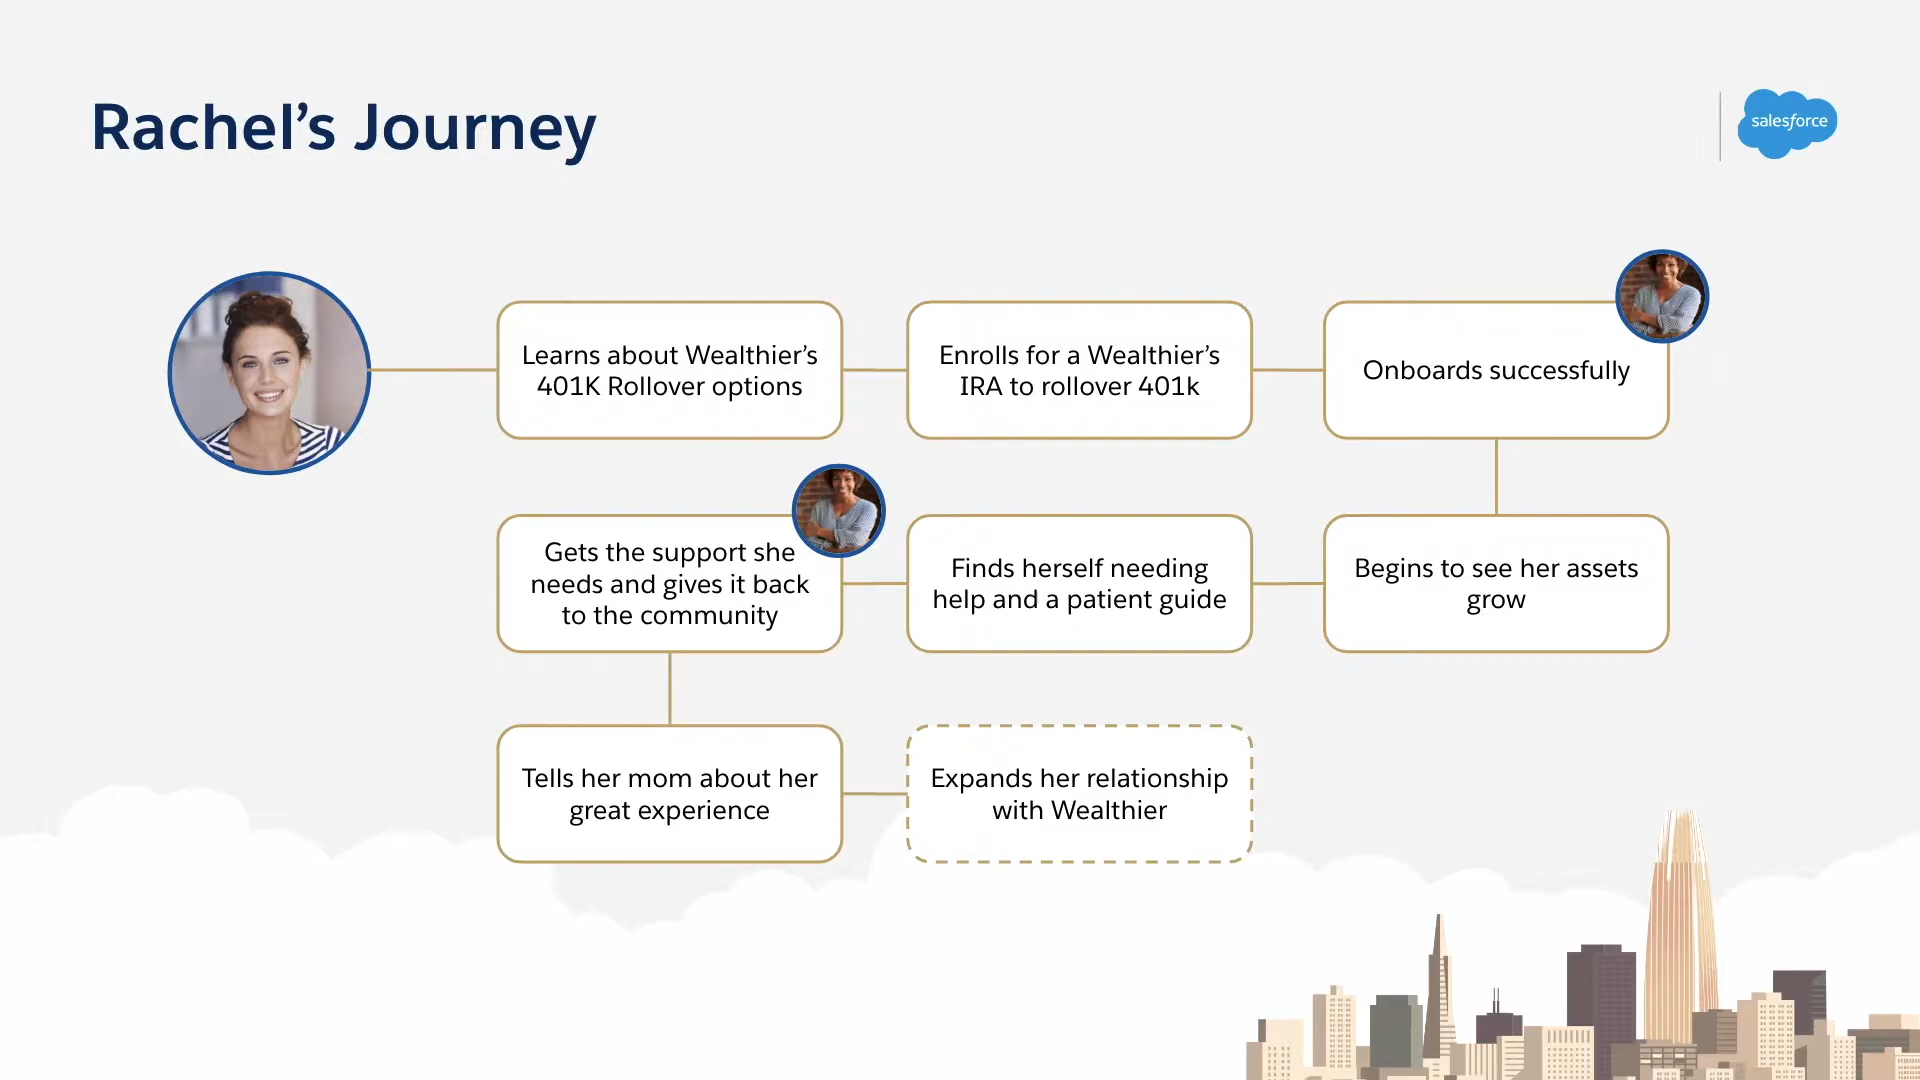 Rachel’s Journey
salesforce
Learns about Wealthier’s
401K Rollover options
Enrolls for a Wealthier’s
IRA to rollover 401k
Onboards successfully
Begins to see her assets
grow
Finds herself needing
help and a patient guide
Gets the support she
needs and gives it back
to the community
Tells her mom about her
great experience
Expands her relationship
with Wealthier